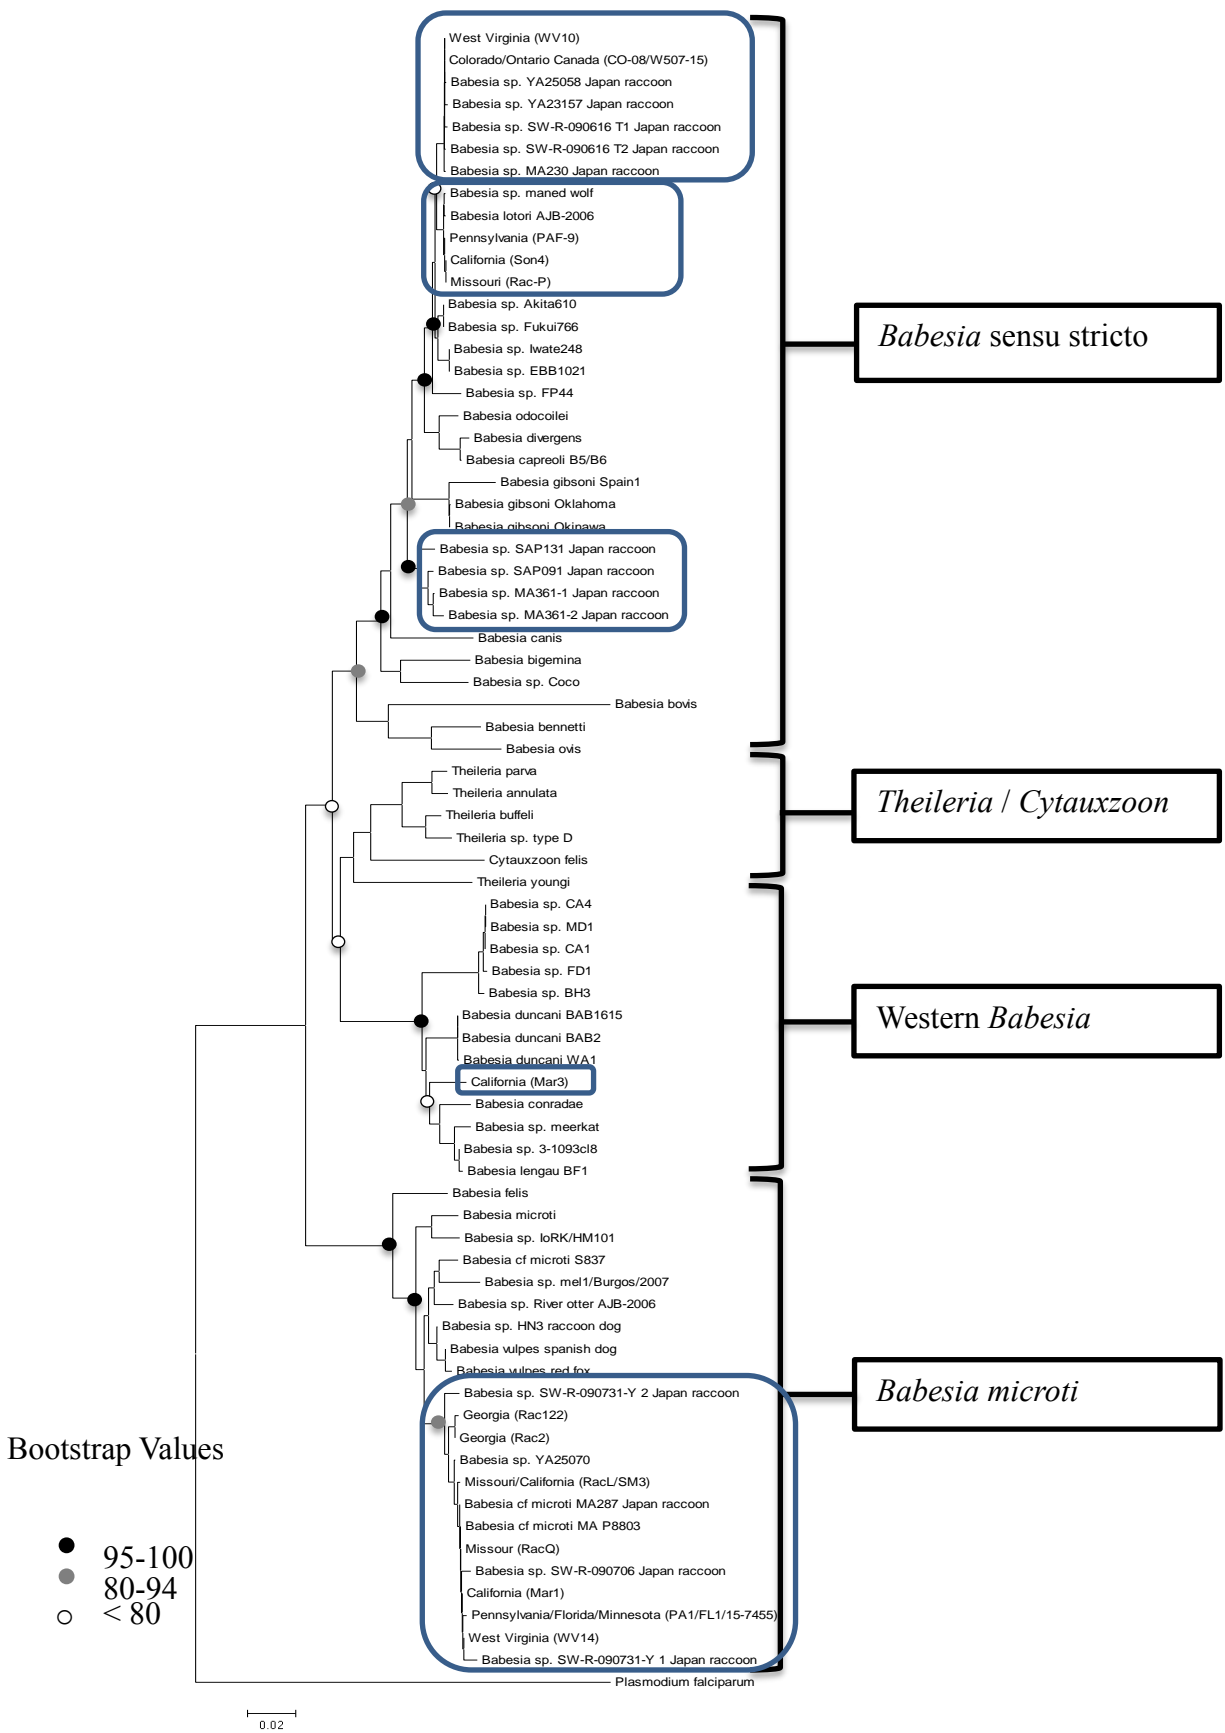 West Virginia (WV10)
Colorado/Ontario Canada (CO-08/W507-15)
Babesia sp. YA25058 Japan raccoon
Babesia sp. YA23157 Japan raccoon
Babesia sp. SW-R-090616 T1 Japan raccoon
Babesia sp. SW-R-090616 T2 Japan raccoon
Babesia sp. MA230 Japan raccoon
Babesia sp. maned wolf
Babesia lotori AJB-2006
Pennsylvania (PAF-9)
California (Son4)
Missouri (Rac-P)
Babesia sp. Akita610
Babesia sp. Fukui766
Babesia sp. Iwate248
Babesia sp. EBB1021
Babesia sp. FP44
Babesia odocoilei
Babesia divergens
Babesia capreoli B5/B6
Babesia gibsoni Spain1
Babesia gibsoni Oklahoma
Babesia gibsoni Okinawa
Babesia sp. SAP131 Japan raccoon
Babesia sp. SAP091 Japan raccoon
Babesia sp. MA361-1 Japan raccoon
Babesia sp. MA361-2 Japan raccoon
Babesia canis
Babesia bigemina
Babesia sp. Coco
Babesia bovis
Babesia bennetti
Babesia ovis
Babesia sensu stricto
Theileria parva
Theileria annulata
Theileria buffeli
Theileria sp. type D
Cytauxzoon felis
Theileria youngi
Theileria / Cytauxzoon
Babesia sp. CA4
Babesia sp. MD1
Babesia sp. CA1
Babesia sp. FD1
Babesia sp. BH3
Babesia duncani BAB1615
Babesia duncani BAB2
Babesia duncani WA1
California (Mar3)
Babesia conradae
Babesia sp. meerkat
Babesia sp. 3-1093cl8
Babesia lengau BF1
Western Babesia
Babesia felis
Babesia microti
Babesia sp. IoRK/HM101
Babesia cf microti S837
Babesia sp. mel1/Burgos/2007
Babesia sp. River otter AJB-2006
Babesia sp. HN3 raccoon dog
Babesia vulpes spanish dog
Babesia vulpes red fox
Babesia sp. SW-R-090731-Y 2 Japan raccoon
Georgia (Rac122)
Georgia (Rac2)
Babesia sp. YA25070
Missouri/California (RacL/SM3)
Babesia cf microti MA287 Japan raccoon
Babesia cf microti MA P8803
Missour (RacQ)
Babesia sp. SW-R-090706 Japan raccoon
California (Mar1)
Pennsylvania/Florida/Minnesota (PA1/FL1/15-7455)
West Virginia (WV14)
Babesia sp. SW-R-090731-Y 1 Japan raccoon
Babesia microti
Plasmodium falciparum
Bootstrap Values
95-100
80-94
< 80
0.02